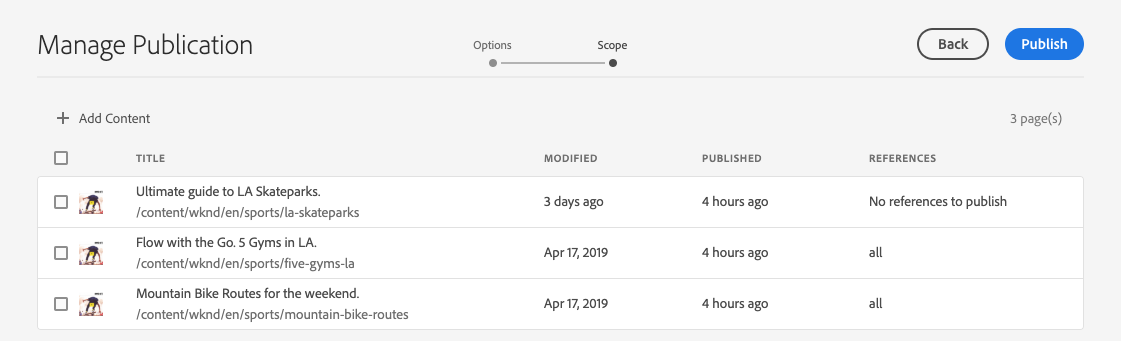 Manage Publication
Options
Scope
Back
Publish
Add Content
3 page(s)
TITLE MODIFIED PUBLISHED REFERENCES
Ultimate guide to LA Skateparks.
/content/wknd/en/sports/la-skateparks
3 days ago
4 hours ago
No references to publish
Flow with the Go. 5 Gyms in LA.
/content/wknd/en/sports/five-gyms-la
Apr 17, 2019
4 hours ago
all
Mountain Bike Routes for the weekend.
/content/wknd/en/sports/mountain-bike-routes
Apr 17, 2019
4 hours ago
all